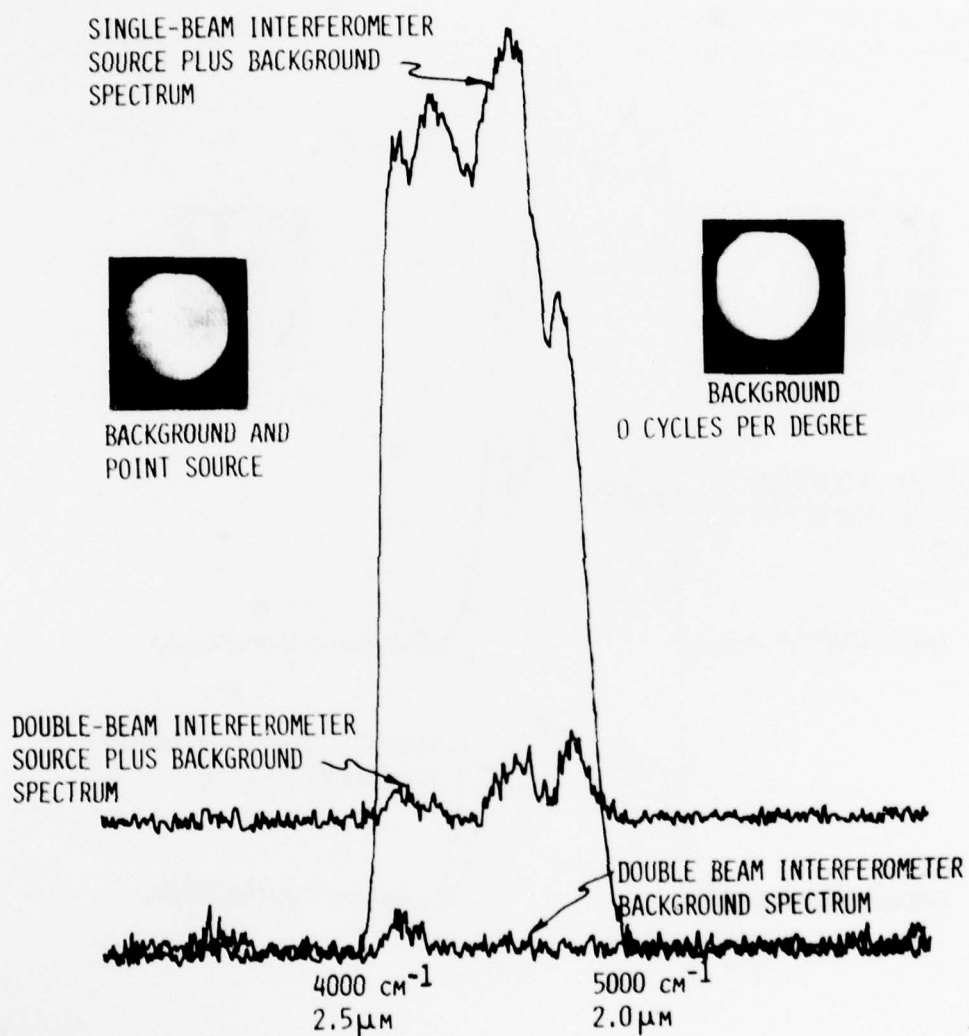 SINGLE-BEAM INTERFEROMETER
SOURCE PLUS BACKGROUND
SPECTRUM
BACKGROUND AND
POINT SOURCE
BACKGROUND
0 CYCLES PER DEGREE
DOUBLE-BEAM INTERFEROMETER
SOURCE PLUS BACKGROUND
SPECTRUM
DOUBLE BEAM INTERFEROMETER
BACKGROUND SPECTRUM
4000 CM-1
2.5μM
5000 CM-1
2.0μM